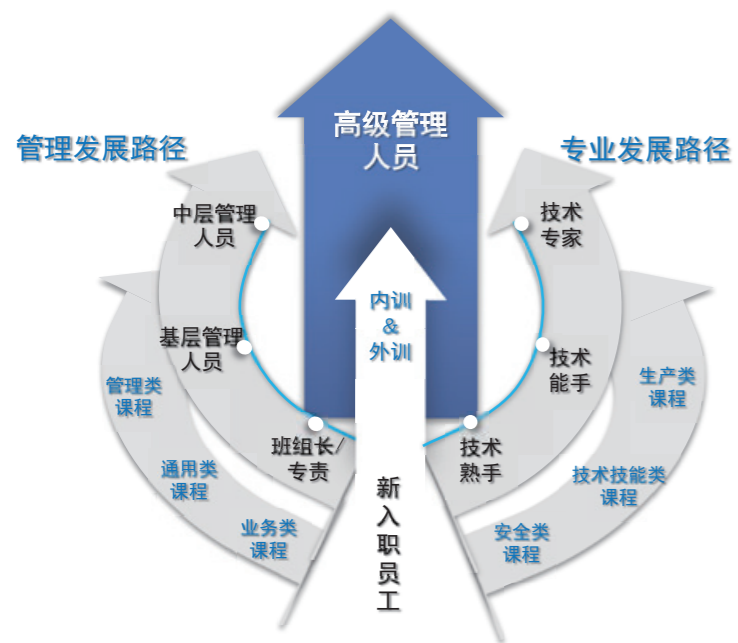 高级管理
人员
管理发展路径
专业发展路径
中层管理
人员
技术
专家
内训
&
外训
基层管理
人员
技术
能手
管理类
课程
生产类
课程
班组长/
专责
技术
熟手
通用类
课程
技术技能类
课程
业务类
课程
安全类
课程
新
入
职
员
工